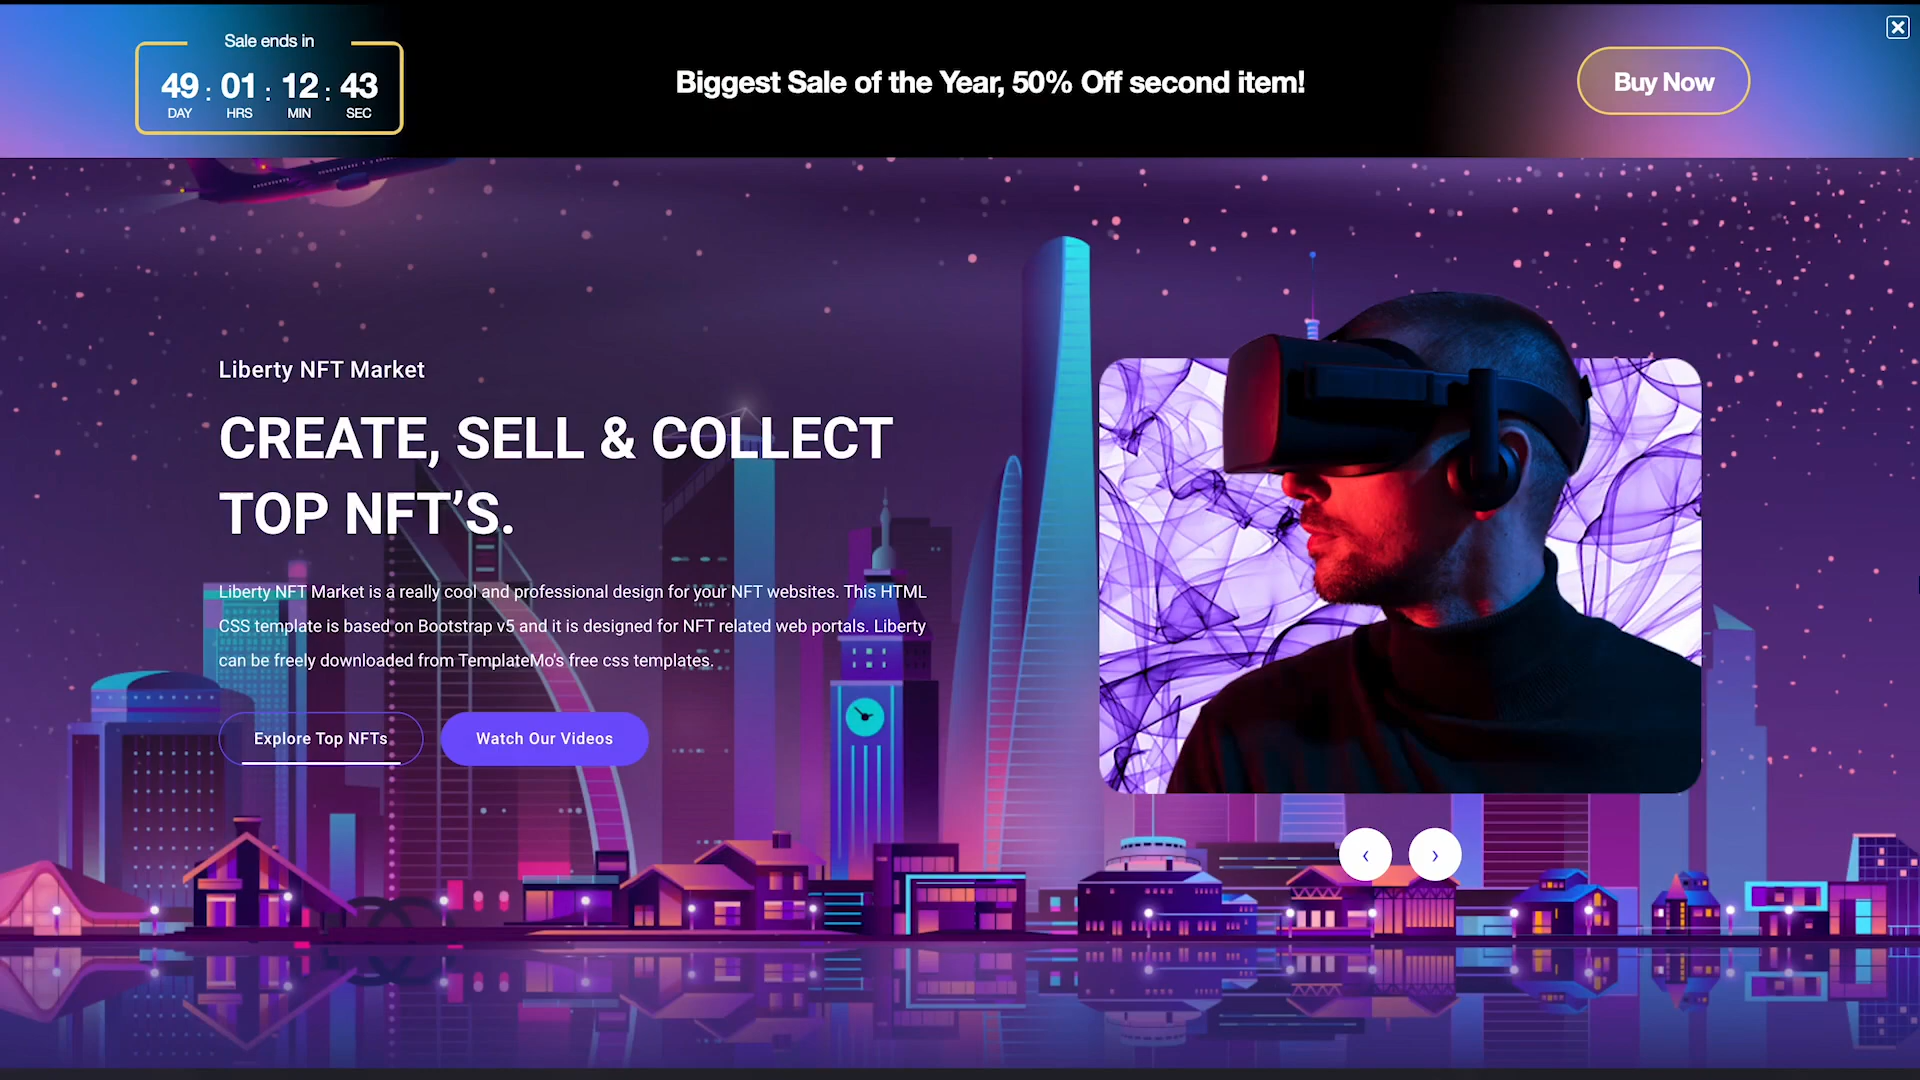 Sale ends in
49 : 01 : 12 : 43
DAY HRS MIN SEC
Biggest Sale of the Year, 50% Off second item!
Buy Now
Liberty NFT Market
CREATE, SELL & COLLECT
TOP NFT’S.
Liberty NFT Market is a really cool and professional design for your NFT websites. This HTML
CSS template is based on Bootstrap v5 and it is designed for NFT related web portals. Liberty
can be freely downloaded from TemplateMo's free css templates.
Explore Top NFTs
Watch Our Videos